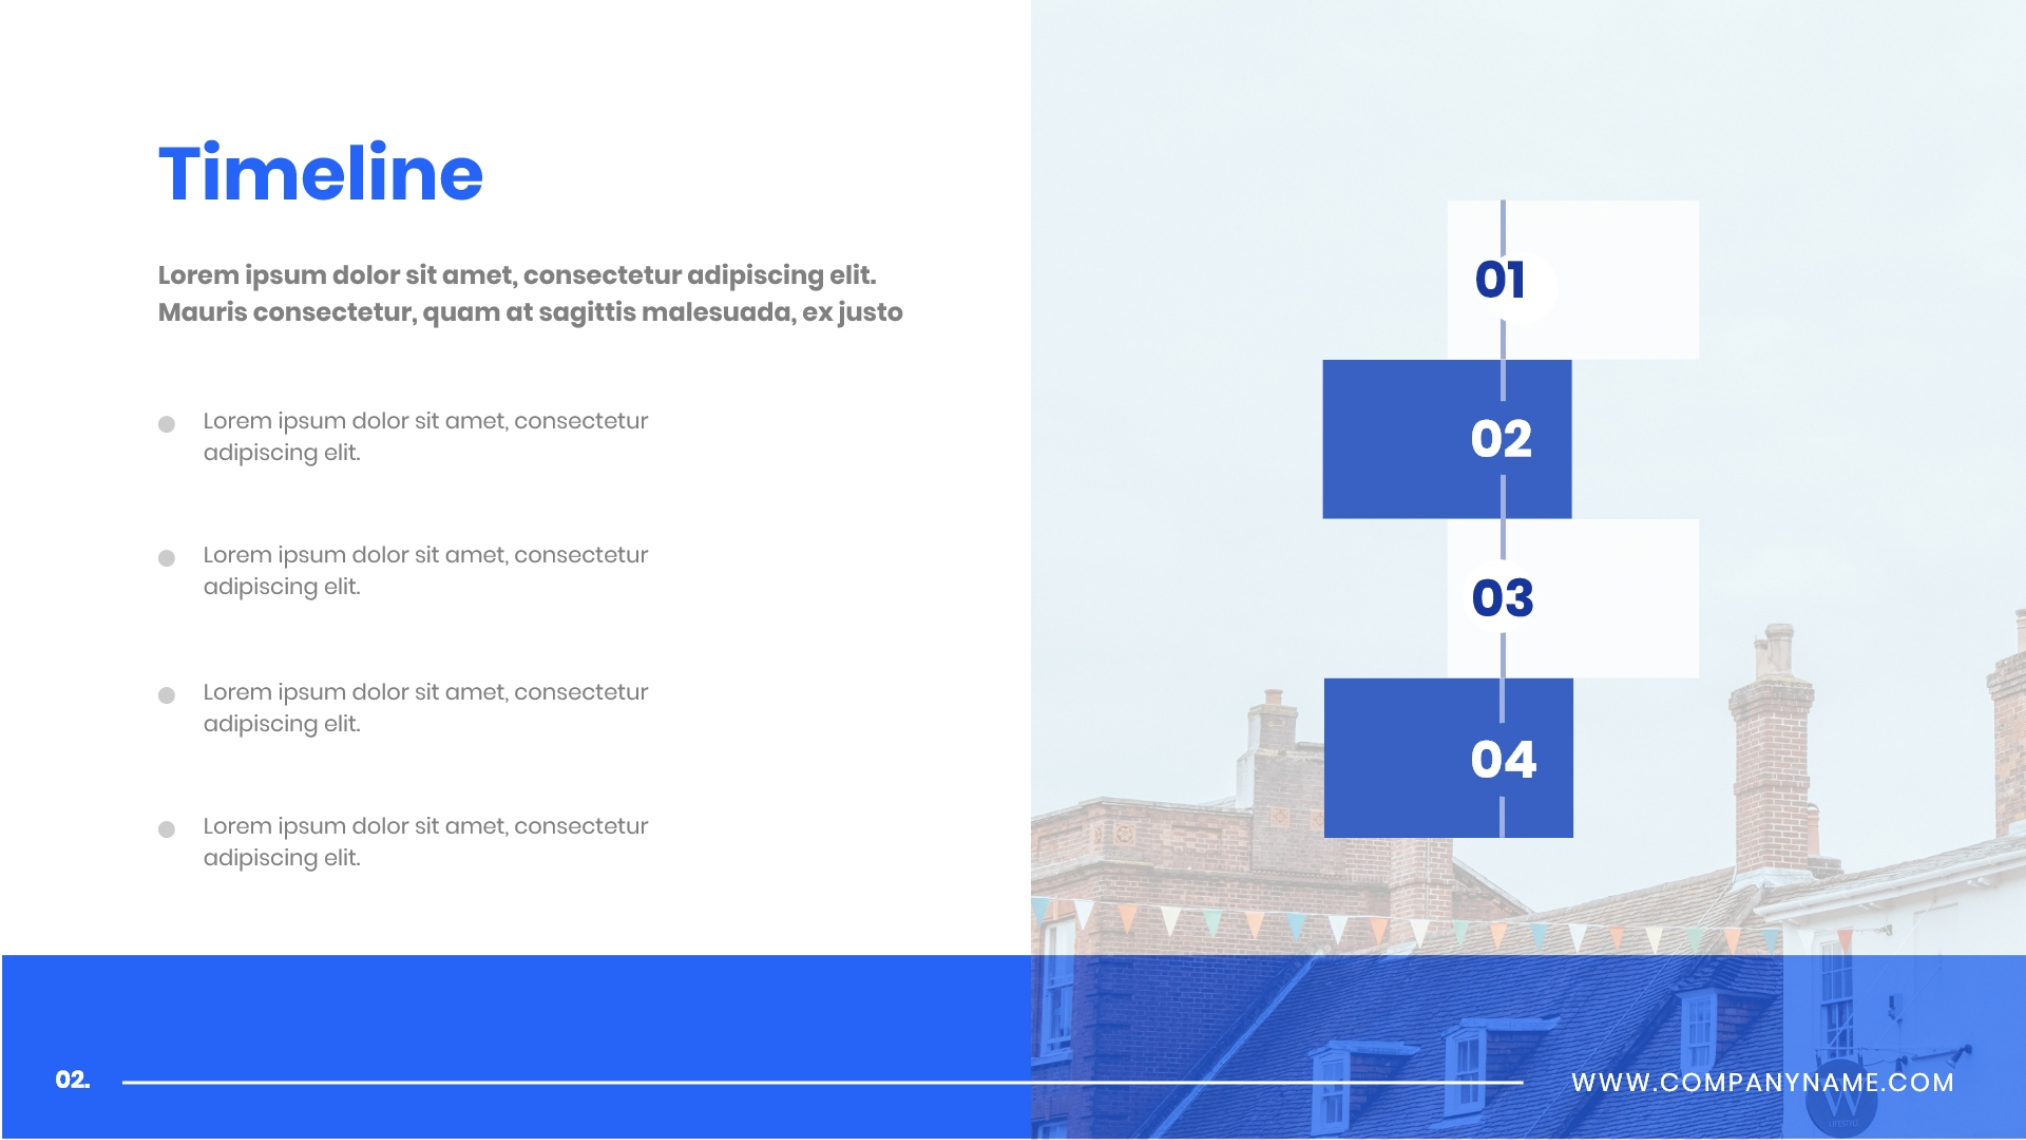 Timeline
Lorem ipsum dolor sit amet, consectetur adipiscing elit.
Mauris consectetur, quam at sagittis malesuada, ex justo
Lorem ipsum dolor sit amet, consectetur
adipiscing elit.
Lorem ipsum dolor sit amet, consectetur
adipiscing elit.
Lorem ipsum dolor sit amet, consectetur
adipiscing elit.
Lorem ipsum dolor sit amet, consectetur
adipiscing elit.
01
02
03
04
02.
WWW.COMPANYNAME.COM
W
LIFESTYLE